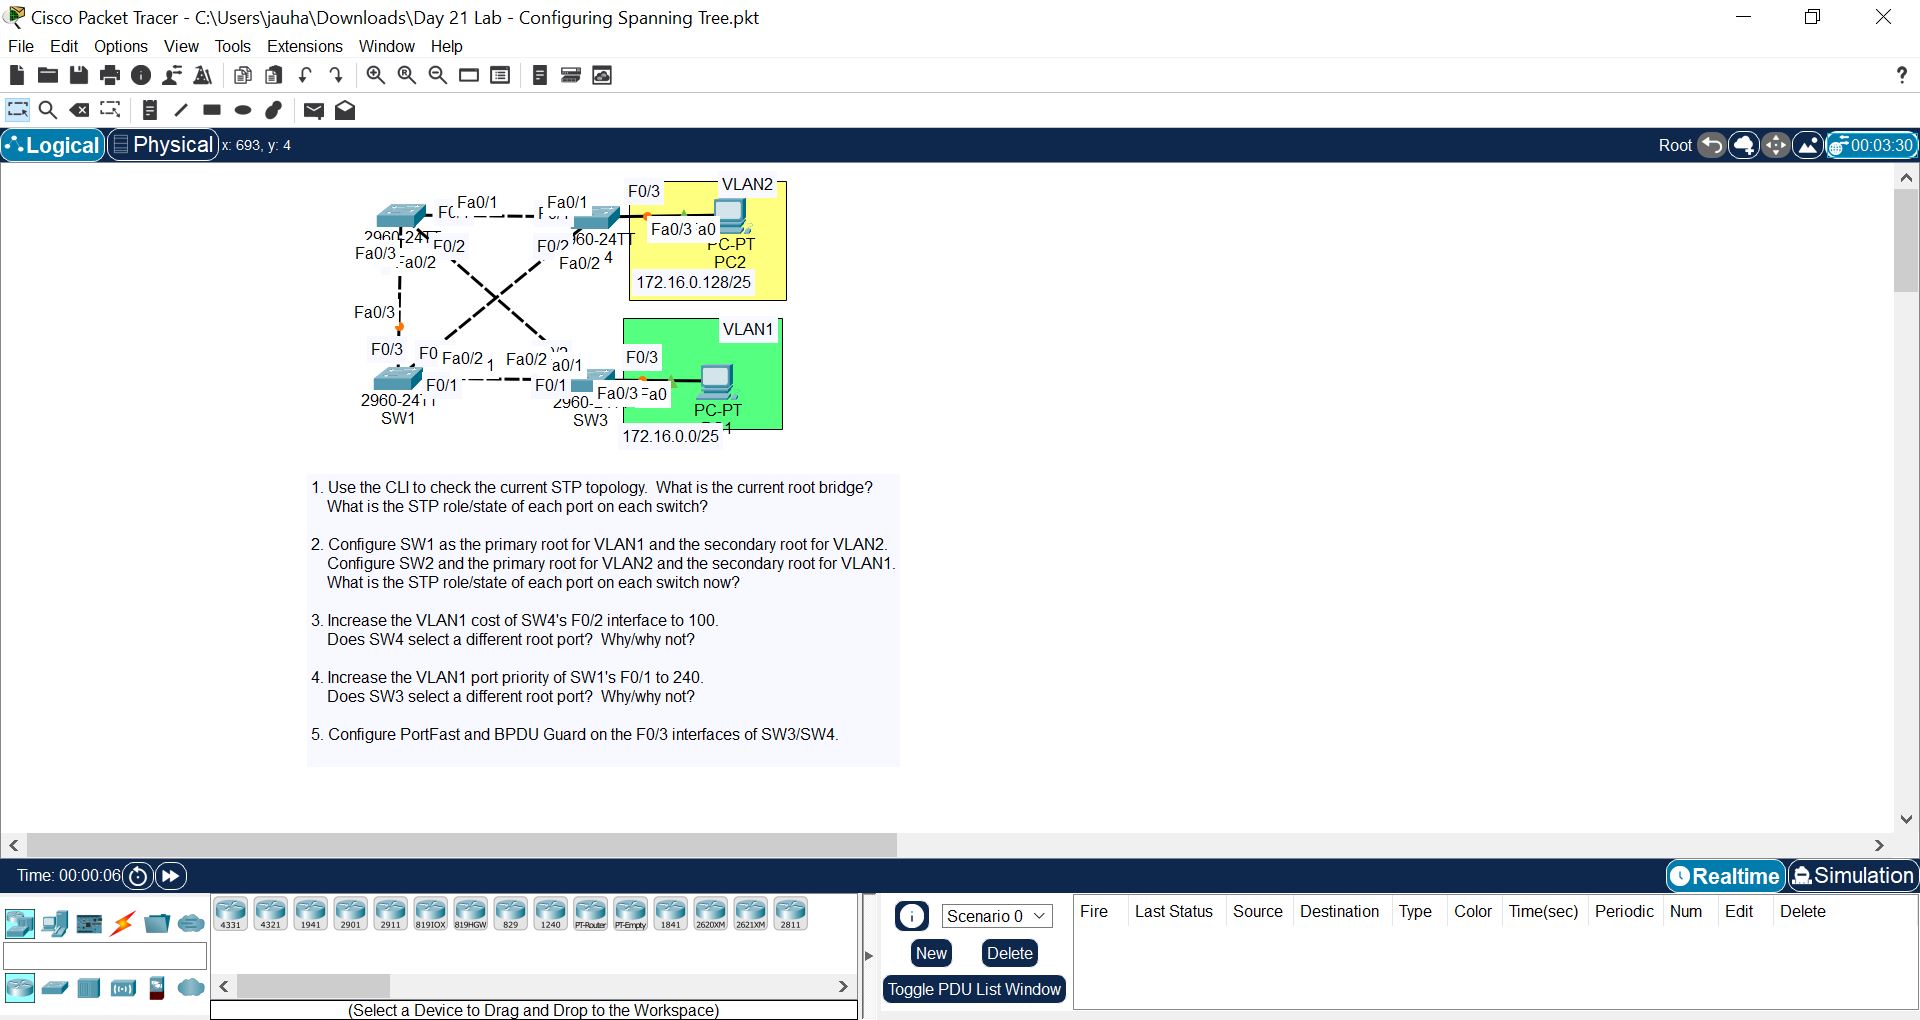 Cisco Packet Tracer - C:\Users\jauha\Downloads\Day 21 Lab - Configuring Spanning Tree.pkt
File Edit Options View Tools Extensions Window Help
?
Logical Physical x: 693, y: 4 Root 00:03:30
F0/3 VLAN2
Fa0/1 Fa0/1
Fa0/3
F0/2 F0/2
Fa0/3 Fa0/2 Fa0/2 4
PC-PT
PC2
172.16.0.128/25
Fa0/3
VLAN1
F0/3 Fa0/2 Fa0/2 F0/3
F0/1 F0/1 Fa0/3
2960-24TT
SW1 SW3
PC-PT
172.16.0.0/25
1. Use the CLI to check the current STP topology. What is the current root bridge?
What is the STP role/state of each port on each switch?
2. Configure SW1 as the primary root for VLAN1 and the secondary root for VLAN2.
Configure SW2 and the primary root for VLAN2 and the secondary root for VLAN1.
What is the STP role/state of each port on each switch now?
3. Increase the VLAN1 cost of SW4's F0/2 interface to 100.
Does SW4 select a different root port? Why/why not?
4. Increase the VLAN1 port priority of SW1's F0/1 to 240.
Does SW3 select a different root port? Why/why not?
5. Configure PortFast and BPDU Guard on the F0/3 interfaces of SW3/SW4.
Time: 00:00:06 Realtime Simulation
4331 4321 1941 2901 2911 819IOX 819HGW 829 1240 PT-Router PT-Empty 1841 2620XM 2621XM 2811
(Select a Device to Drag and Drop to the Workspace)
Scenario 0
New Delete
Toggle PDU List Window
Fire Last Status Source Destination Type Color Time(sec) Periodic Num Edit Delete